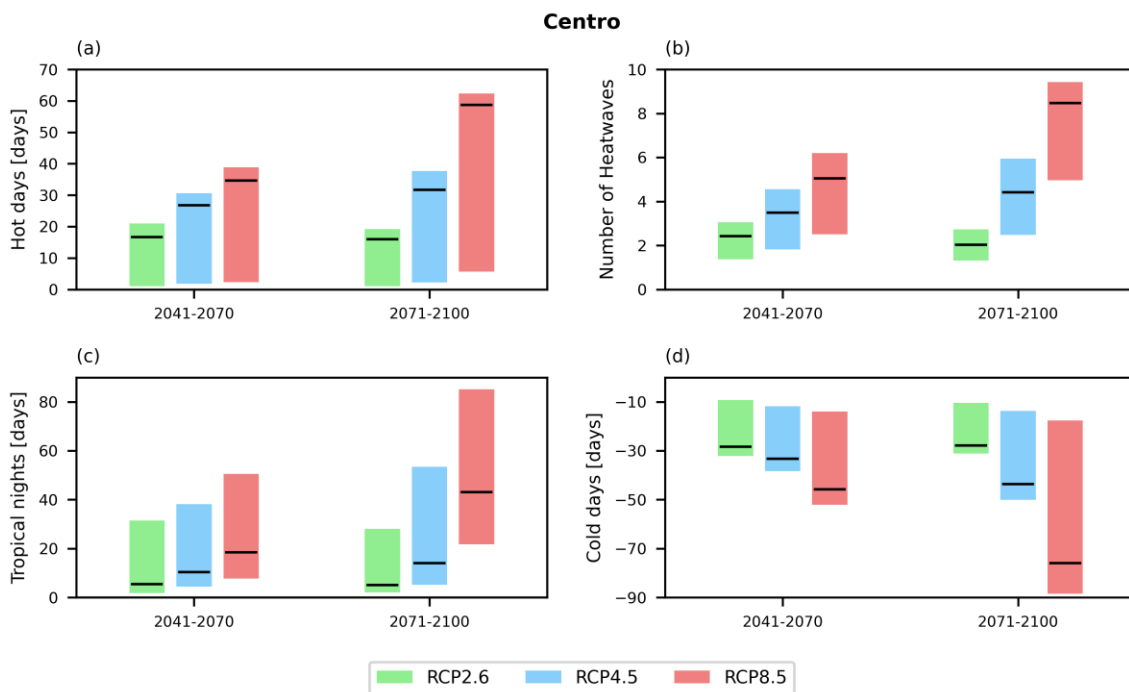 Centro
(a)
Hot days [days]
70
60
50
40
30
20
10
0
2041-2070
2071-2100
(b)
Number of Heatwaves
10
8
6
4
2
0
2041-2070
2071-2100
(c)
Tropical nights [days]
80
60
40
20
0
2041-2070
2071-2100
(d)
Cold days [days]
−10
−30
−50
−70
−90
2041-2070
2071-2100
RCP2.6
RCP4.5
RCP8.5